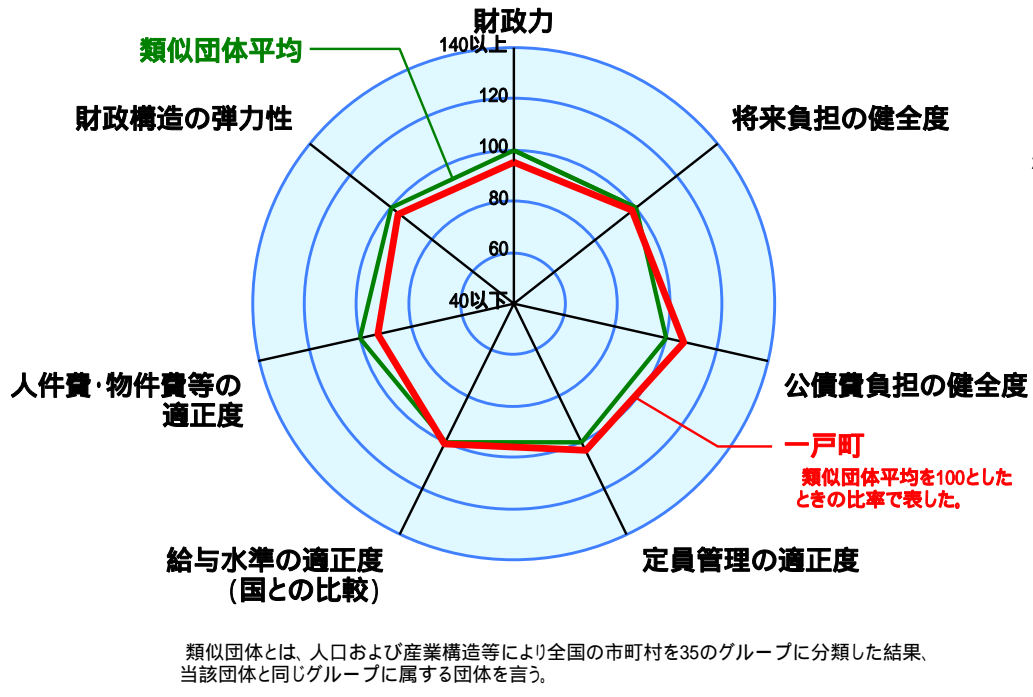 財政力
140以上
類似団体平均
120
財政構造の弾力性
将来負担の健全度
100
80
60
40以下
人件費・物件費等の
適正度
公債費負担の健全度
一戸町
類似団体平均を100とした
ときの比率で表した。
給与水準の適正度
(国との比較)
定員管理の適正度
類似団体とは、人口および産業構造等により全国の市町村を35のグループに分類した結果、
当該団体と同じグループに属する団体を言う。